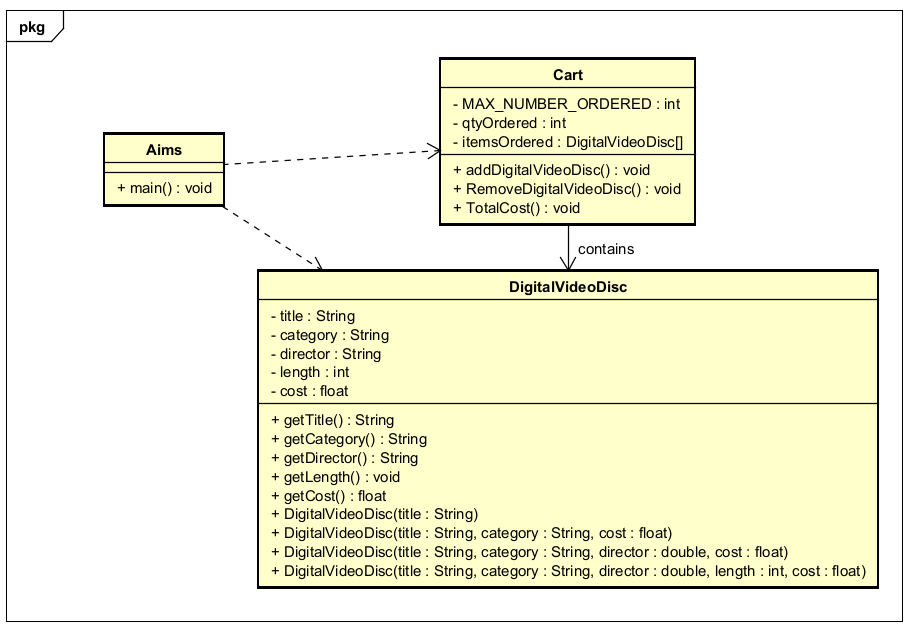 pkg
Cart
- MAX_NUMBER_ORDERED : int
- qtyOrdered : int
- itemsOrdered : DigitalVideoDisc[]
+ addDigitalVideoDisc() : void
+ RemoveDigitalVideoDisc() : void
+ TotalCost() : void
Aims
+ main() : void
contains
DigitalVideoDisc
- title : String
- category : String
- director : String
- length : int
- cost : float
+ getTitle() : String
+ getCategory() : String
+ getDirector() : String
+ getLength() : void
+ getCost() : float
+ DigitalVideoDisc(title : String)
+ DigitalVideoDisc(title : String, category : String, cost : float)
+ DigitalVideoDisc(title : String, category : String, director : double, cost : float)
+ DigitalVideoDisc(title : String, category : String, director : double, length : int, cost : float)